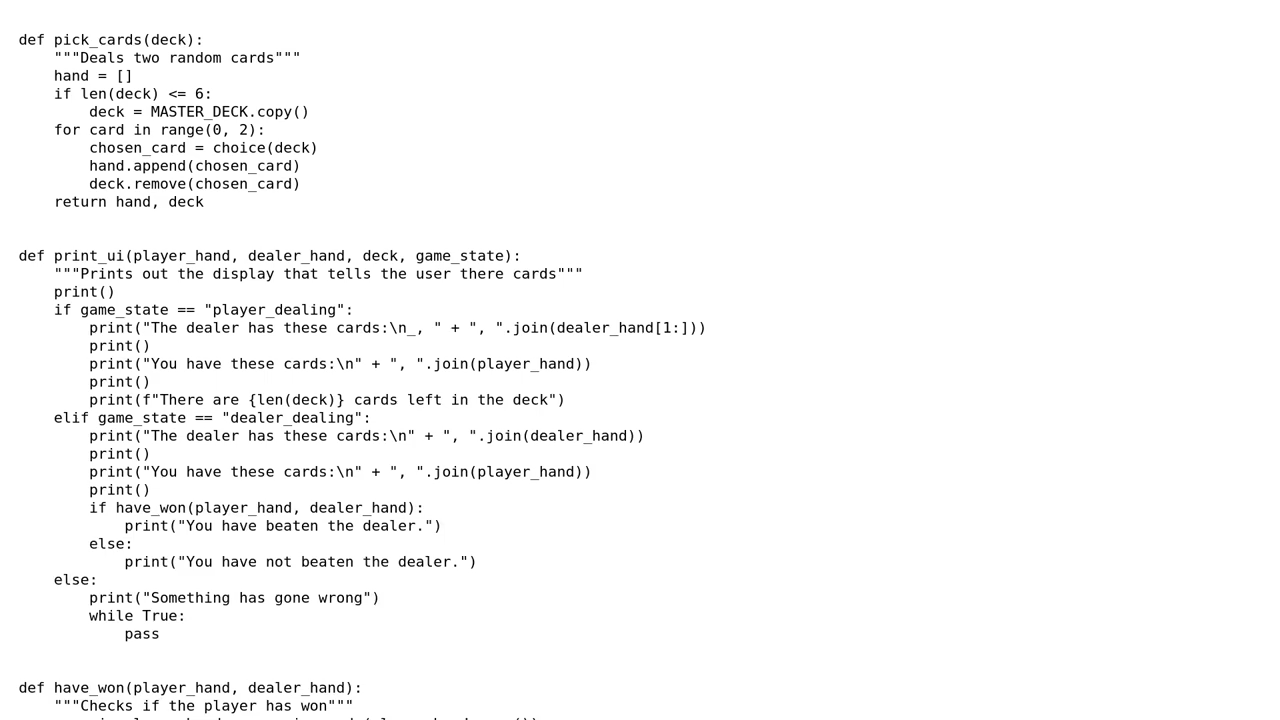 def pick_cards(deck):
    """Deals two random cards"""
    hand = []
    if len(deck) <= 6:
        deck = MASTER_DECK.copy()
    for card in range(0, 2):
        chosen_card = choice(deck)
        hand.append(chosen_card)
        deck.remove(chosen_card)
    return hand, deck
def print_ui(player_hand, dealer_hand, deck, game_state):
    """Prints out the display that tells the user there cards"""
    print()
    if game_state == "player_dealing":
        print("The dealer has these cards:\n_, " + ", ".join(dealer_hand[1:]))
        print()
        print("You have these cards:\n" + ", ".join(player_hand))
        print()
        print(f"There are {len(deck)} cards left in the deck")
    elif game_state == "dealer_dealing":
        print("The dealer has these cards:\n" + ", ".join(dealer_hand))
        print()
        print("You have these cards:\n" + ", ".join(player_hand))
        print()
        if have_won(player_hand, dealer_hand):
            print("You have beaten the dealer.")
        else:
            print("You have not beaten the dealer.")
    else:
        print("Something has gone wrong")
        while True:
            pass
def have_won(player_hand, dealer_hand):
    """Checks if the player has won"""